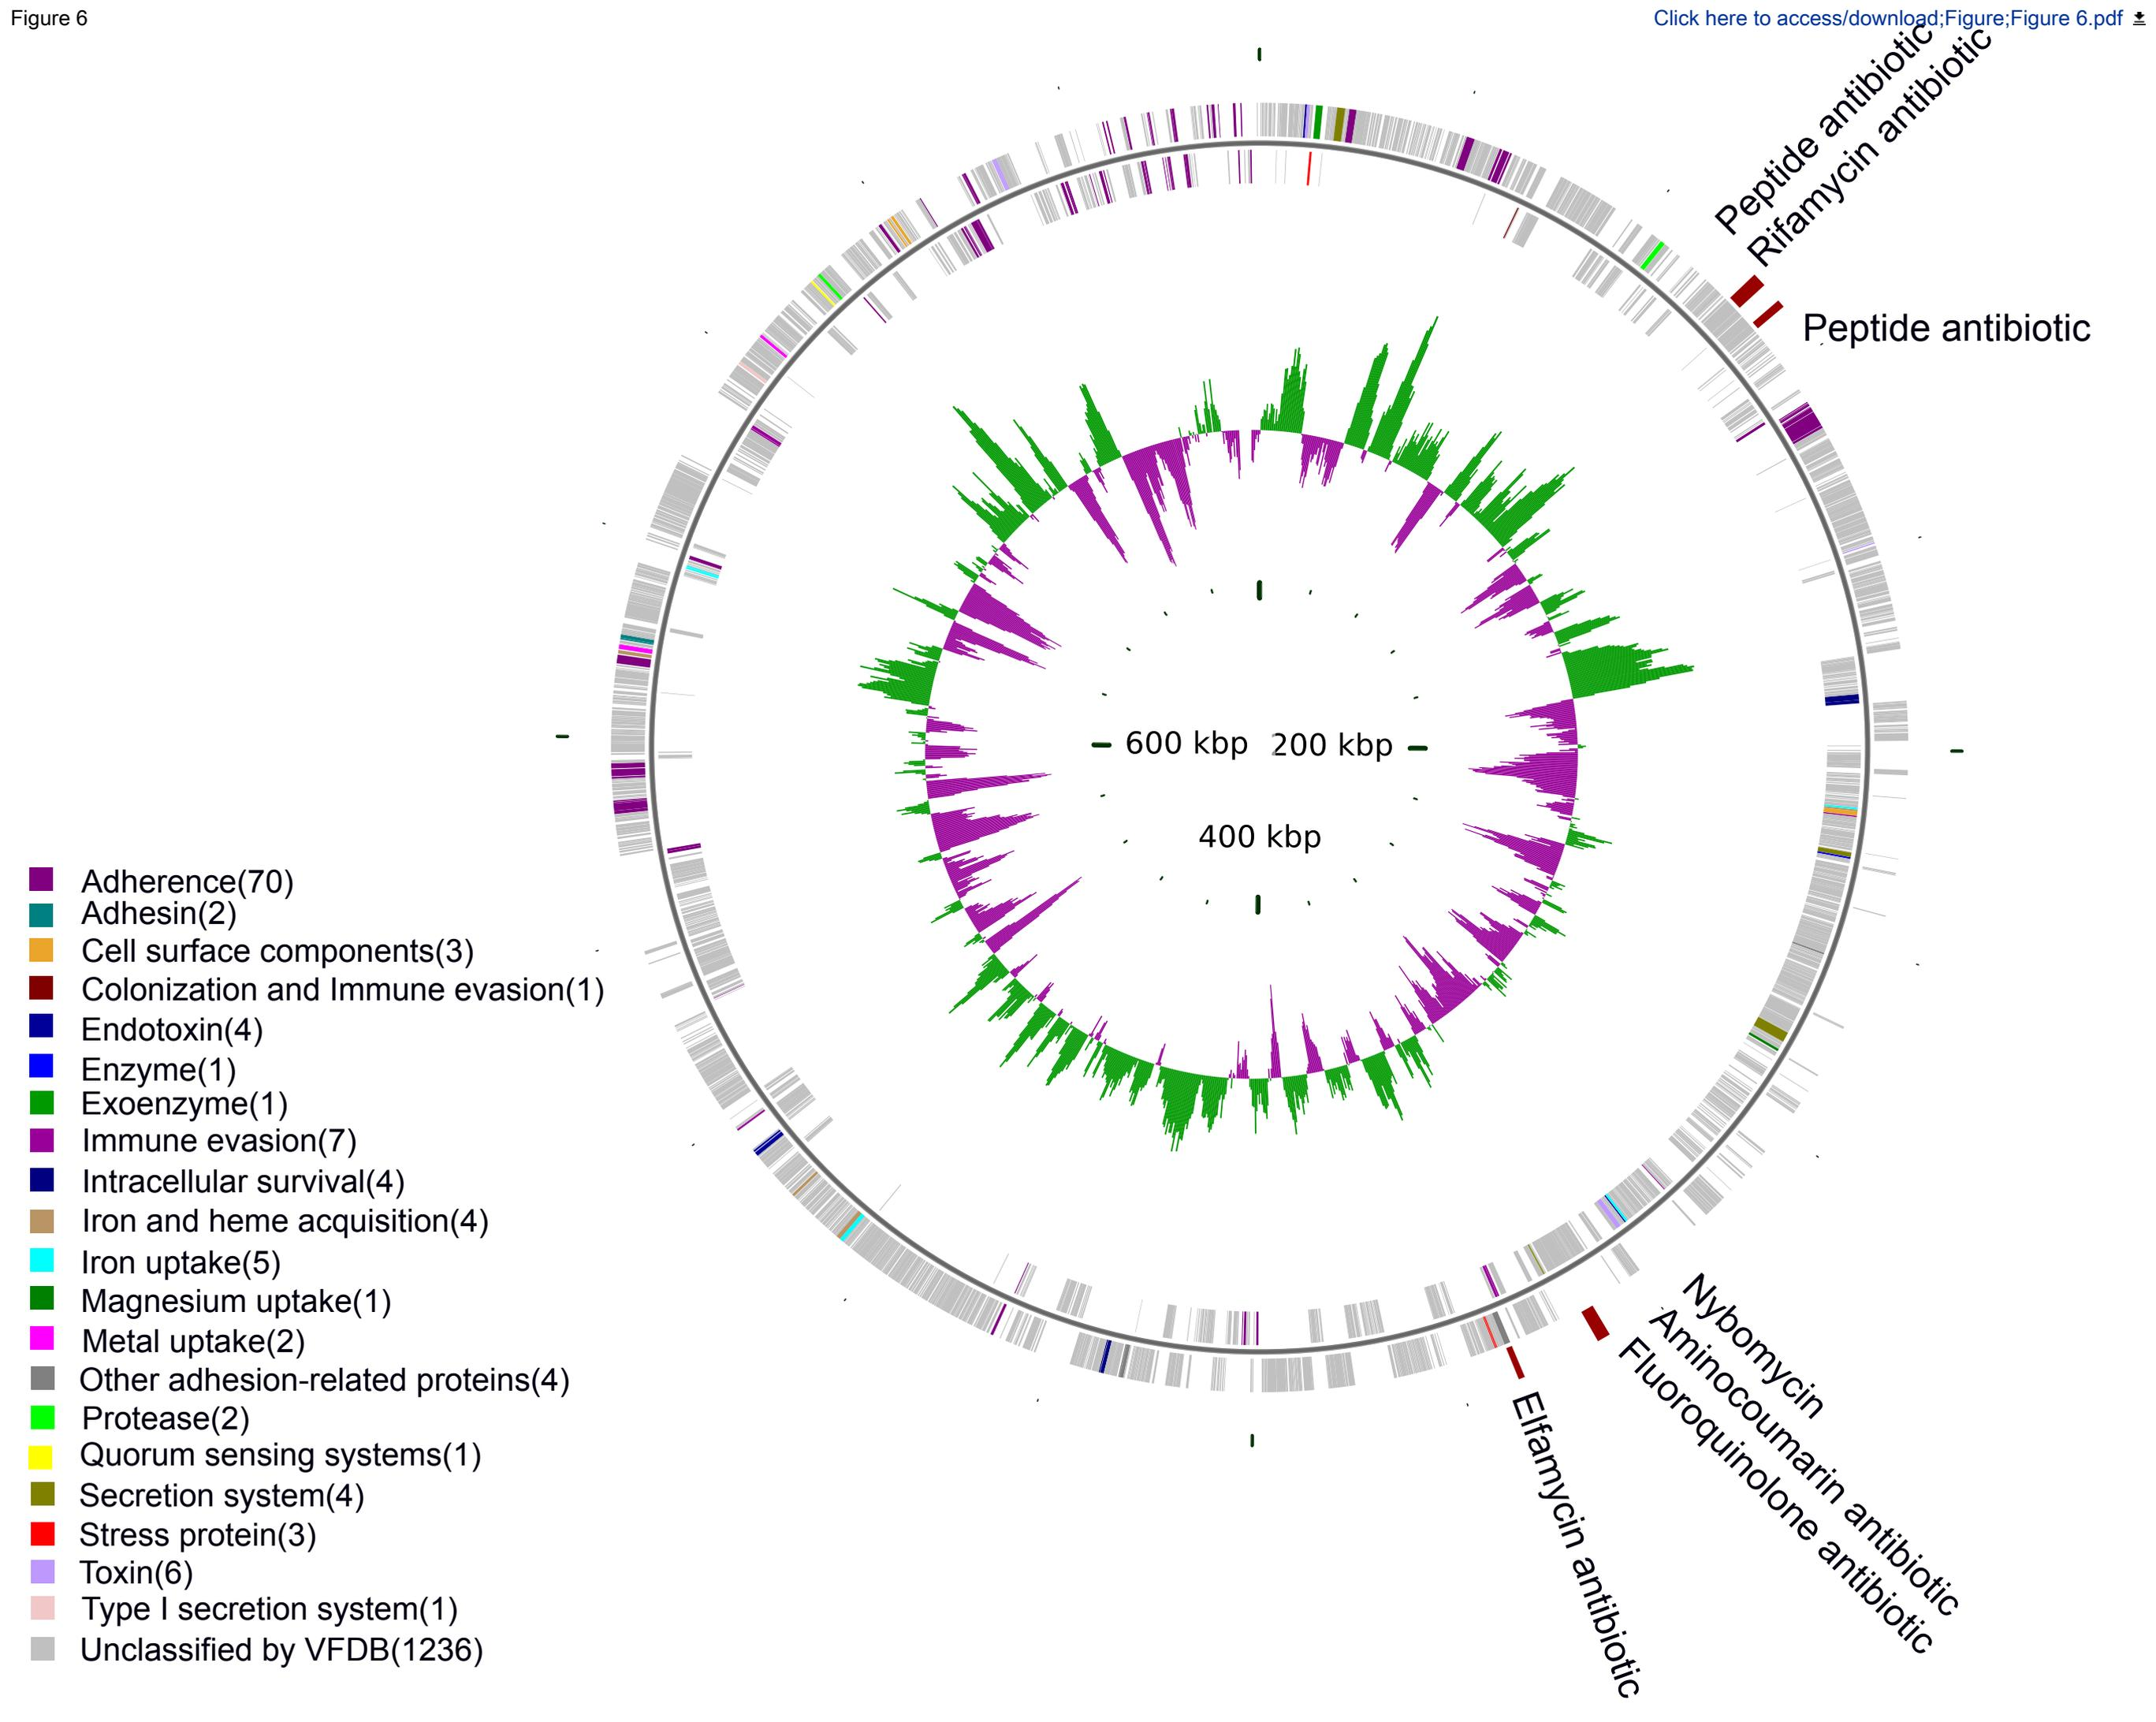 Figure 6
Click here to access/download;Figure;Figure 6.pdf
Peptide antibiotic
Rifamycin antibiotic
Peptide antibiotic
600 kbp
200 kbp
400 kbp
Adherence(70)
Adhesin(2)
Cell surface components(3)
Colonization and Immune evasion(1)
Endotoxin(4)
Enzyme(1)
Exoenzyme(1)
Immune evasion(7)
Intracellular survival(4)
Iron and heme acquisition(4)
Iron uptake(5)
Magnesium uptake(1)
Metal uptake(2)
Other adhesion-related proteins(4)
Protease(2)
Quorum sensing systems(1)
Secretion system(4)
Stress protein(3)
Toxin(6)
Type I secretion system(1)
Unclassified by VFDB(1236)
Nybomycin
Aminocoumarin antibiotic
Fluoroquinolone antibiotic
Elfamycin antibiotic